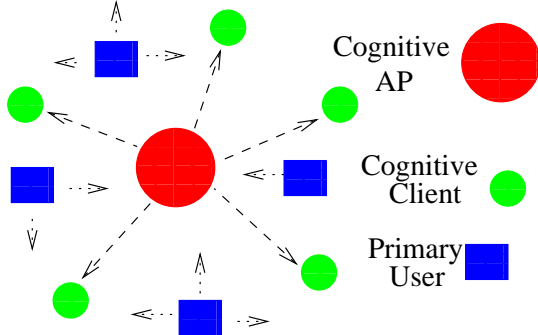 Cognitive
AP
Cognitive
Client
Primary
User